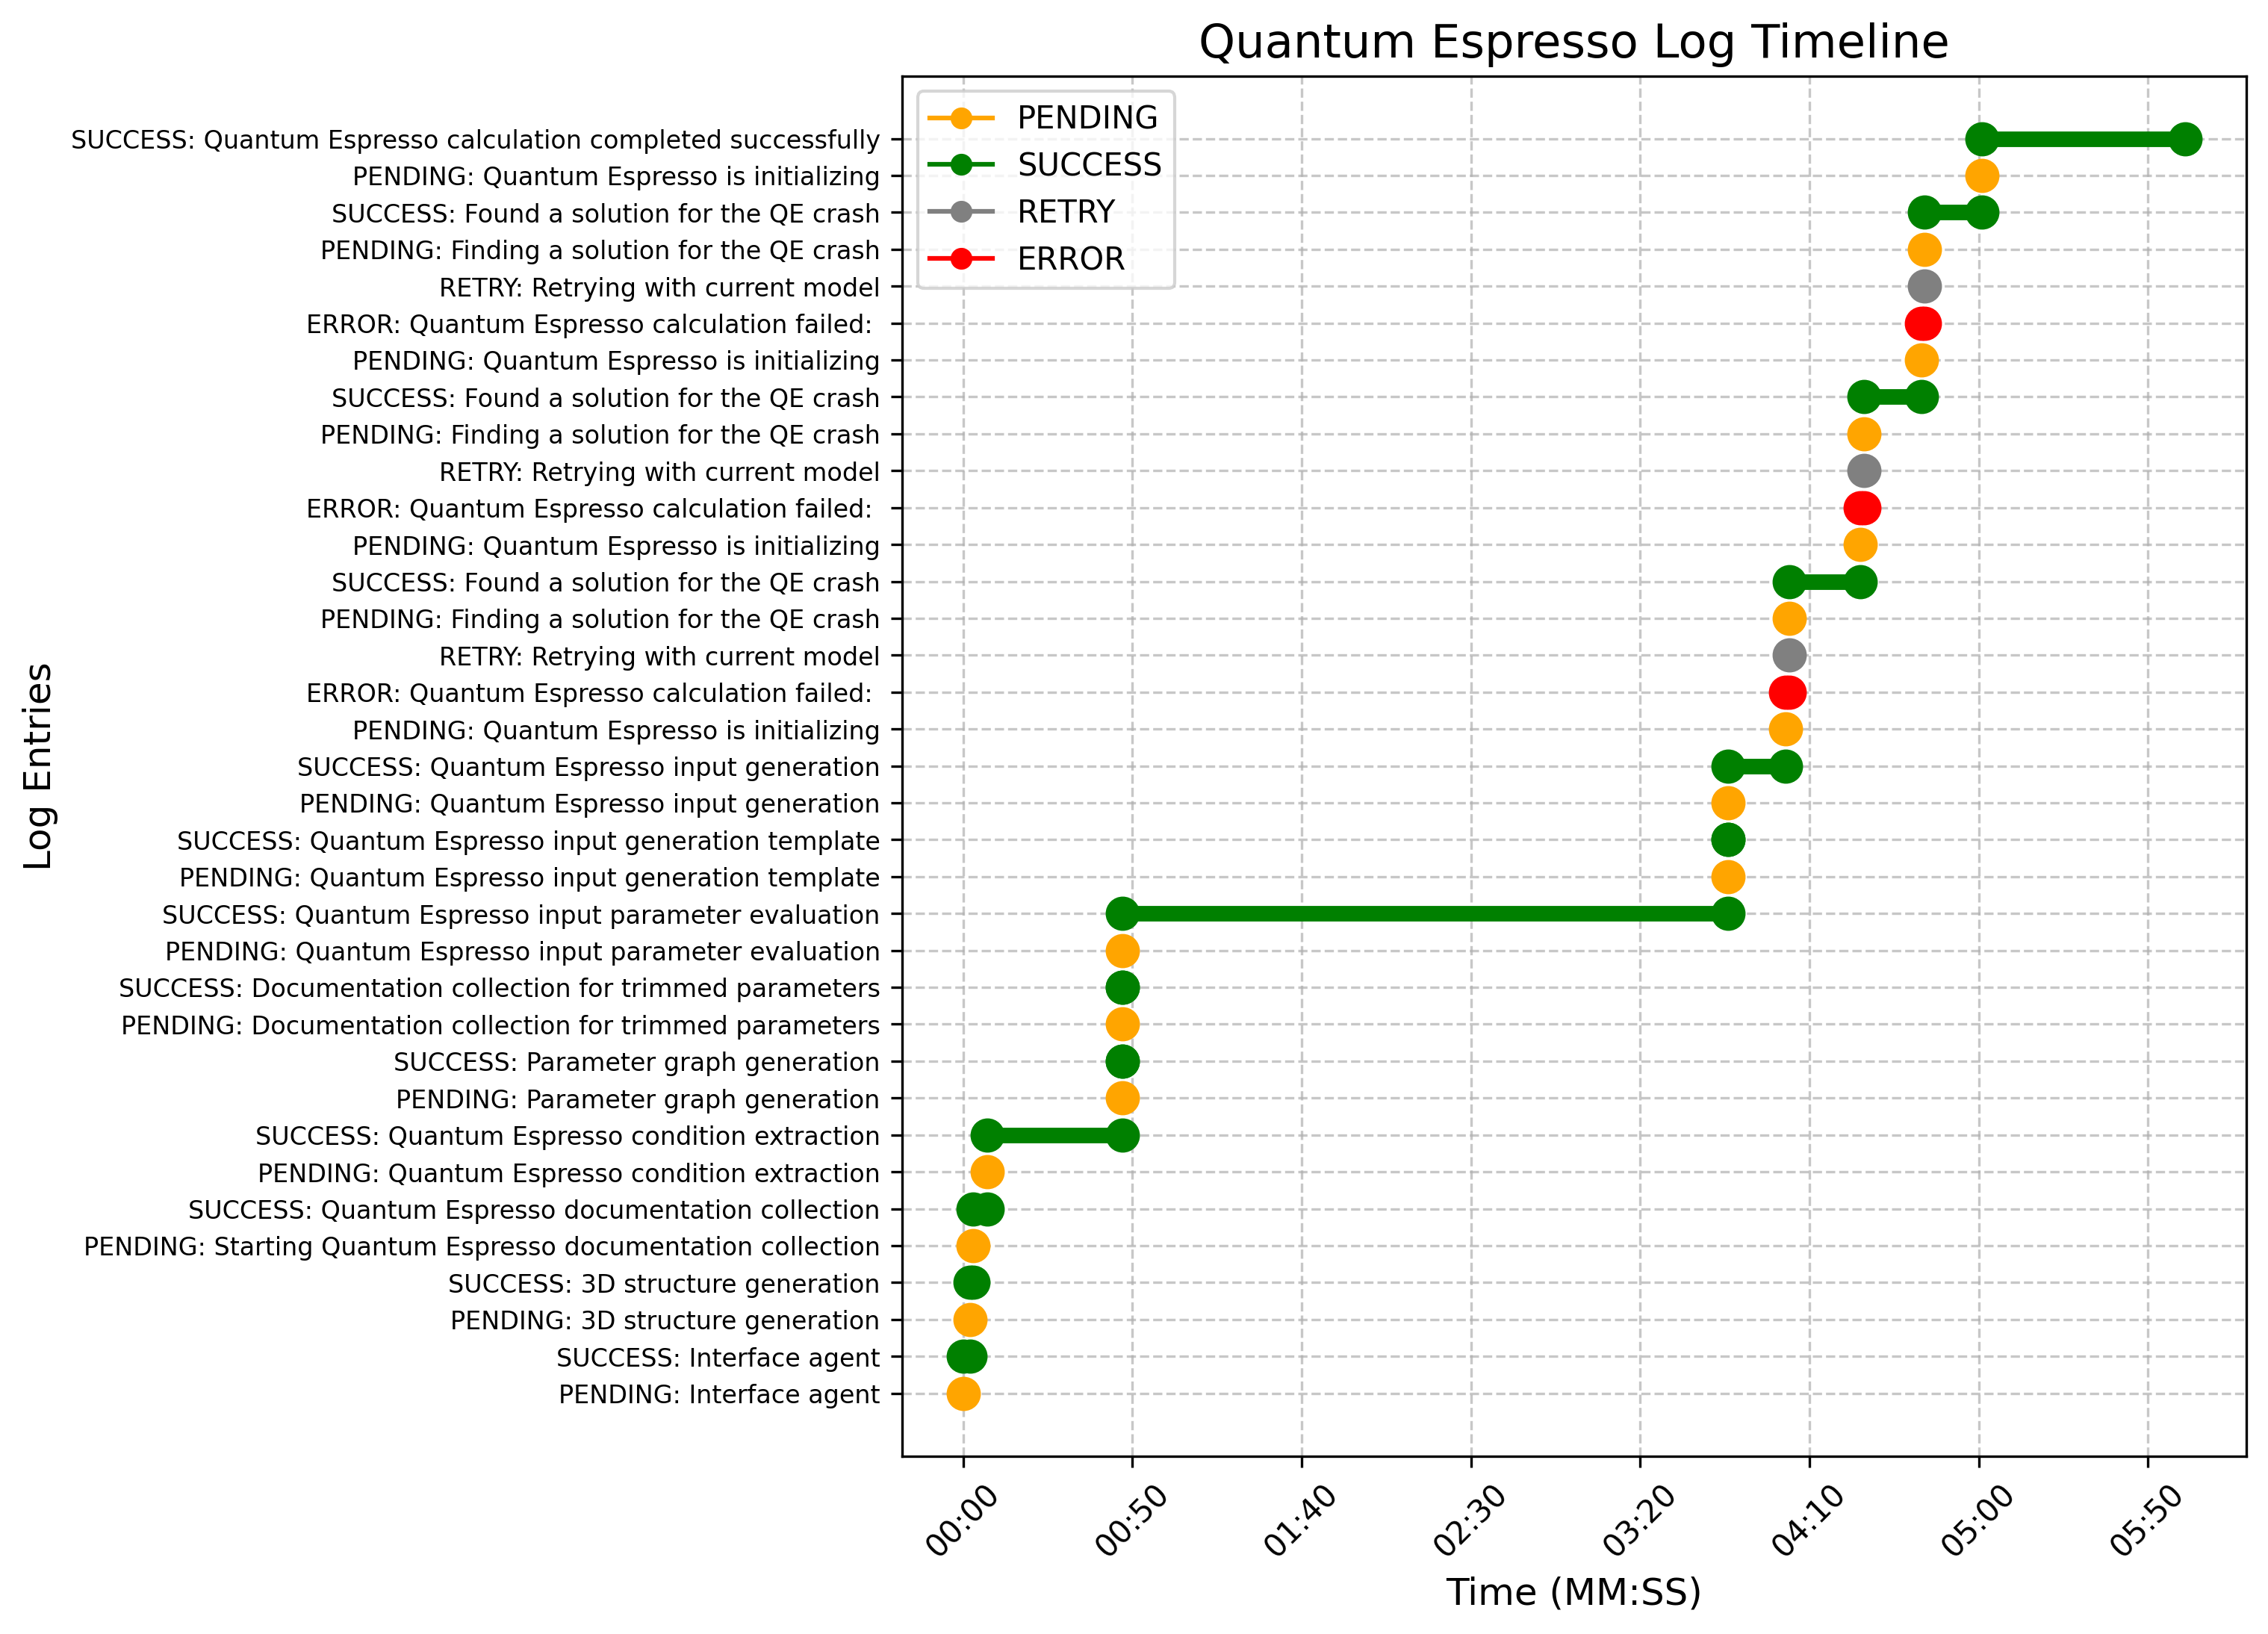 Quantum Espresso Log Timeline
PENDING
SUCCESS
RETRY
ERROR
SUCCESS: Quantum Espresso calculation completed successfully
PENDING: Quantum Espresso is initializing
SUCCESS: Found a solution for the QE crash
PENDING: Finding a solution for the QE crash
RETRY: Retrying with current model
ERROR: Quantum Espresso calculation failed:
PENDING: Quantum Espresso is initializing
SUCCESS: Found a solution for the QE crash
PENDING: Finding a solution for the QE crash
RETRY: Retrying with current model
ERROR: Quantum Espresso calculation failed:
PENDING: Quantum Espresso is initializing
SUCCESS: Found a solution for the QE crash
PENDING: Finding a solution for the QE crash
RETRY: Retrying with current model
ERROR: Quantum Espresso calculation failed:
PENDING: Quantum Espresso is initializing
SUCCESS: Quantum Espresso input generation
PENDING: Quantum Espresso input generation
SUCCESS: Quantum Espresso input generation template
PENDING: Quantum Espresso input generation template
SUCCESS: Quantum Espresso input parameter evaluation
PENDING: Quantum Espresso input parameter evaluation
SUCCESS: Documentation collection for trimmed parameters
PENDING: Documentation collection for trimmed parameters
SUCCESS: Parameter graph generation
PENDING: Parameter graph generation
SUCCESS: Quantum Espresso condition extraction
PENDING: Quantum Espresso condition extraction
SUCCESS: Quantum Espresso documentation collection
PENDING: Starting Quantum Espresso documentation collection
SUCCESS: 3D structure generation
PENDING: 3D structure generation
SUCCESS: Interface agent
PENDING: Interface agent
Log Entries
00:00
00:50
01:40
02:30
03:20
04:10
05:00
05:50
Time (MM:SS)